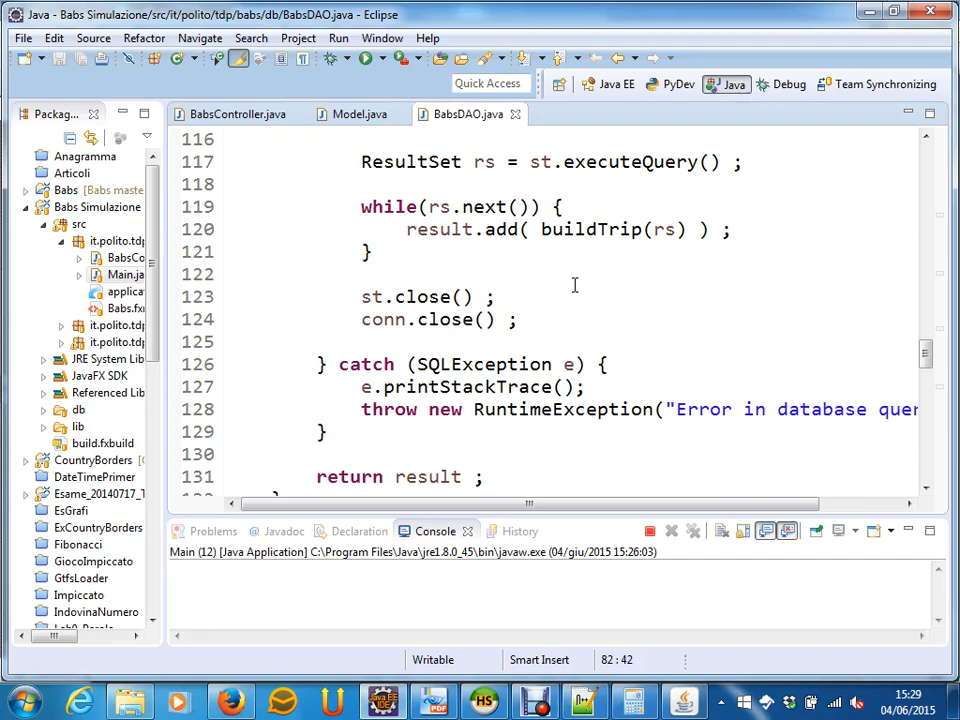 Java - Babs Simulazione/src/it/polito/tdp/babs/db/BabsDAO.java - Eclipse
File Edit Source Refactor Navigate Search Project Run Window Help
Quick Access
Java EE
PyDev
Java
Debug
Team Synchronizing
Packag...
BabsController.java
Model.java
BabsDAO.java
Anagramma
Articoli
Babs [Babs maste
Babs Simulazione
src
it.polito.tdp
BabsCo
Main.ja
applica
Babs.fx
it.polito.tdp
it.polito.tdp
JRE System Lib
JavaFX SDK
Referenced Lib
db
lib
build.fxbuild
CountryBorders [
DateTimePrimer
Esame_20140717_T
EsGrafi
ExCountryBorders
Fibonacci
GiocoImpiccato
GtfsLoader
Impiccato
IndovinaNumero
116
117 ResultSet rs = st.executeQuery() ;
118
119 while(rs.next()) {
120 result.add( buildTrip(rs) ) ;
121 }
122
123 st.close() ;
124 conn.close() ;
125
126 } catch (SQLException e) {
127 e.printStackTrace();
128 throw new RuntimeException("Error in database quer
129 }
130
131 return result ;
Problems
Javadoc
Declaration
Console
History
Main (12) [Java Application] C:\Program Files\Java\jre1.8.0_45\bin\javaw.exe (04/giu/2015 15:26:03)
Writable
Smart Insert
82 : 42
15:29
04/06/2015